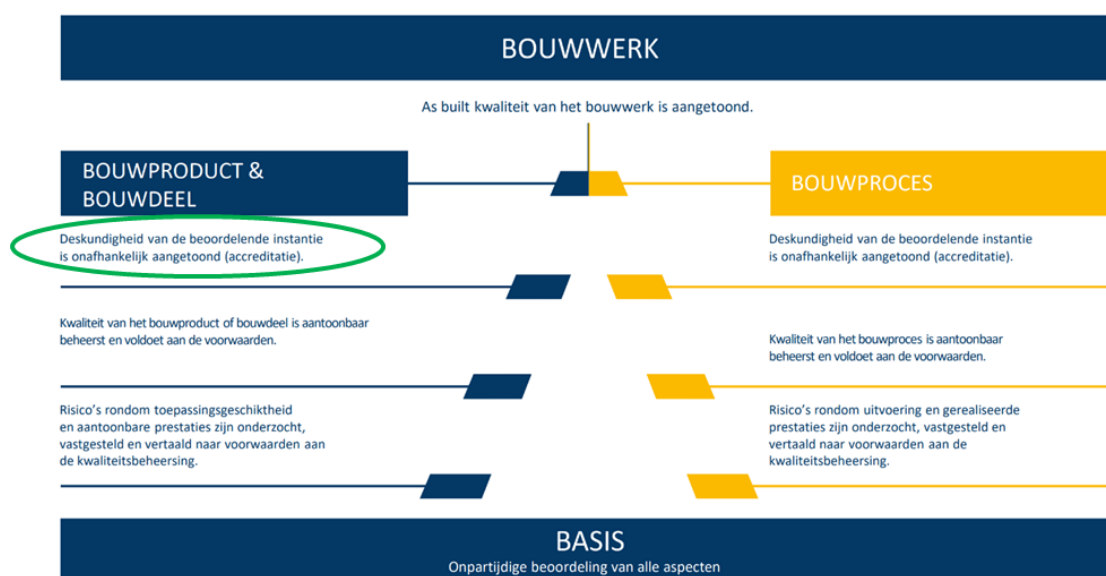 BOUWWERK
As built kwaliteit van het bouwwerk is aangetoond.
BOUWPRODUCT &
BOUWDEEL
Deskundigheid van de beoordelende instantie
is onafhankelijk aangetoond (accreditatie).
Kwaliteit van het bouwproduct of bouwdeel is aantoonbaar
beheerst en voldoet aan de voorwaarden.
Risico's rondom toepassingsgeschiktheid
en aantoonbare prestaties zijn onderzocht,
vastgesteld en vertaald naar voorwaarden aan
de kwaliteitsbeheersing.
BOUWPROCES
Deskundigheid van de beoordelende instantie
is onafhankelijk aangetoond (accreditatie).
Kwaliteit van het bouwproces is aantoonbaar
beheerst en voldoet aan de voorwaarden.
Risico's rondom uitvoering en gerealiseerde
prestaties zijn onderzocht, vastgesteld en
vertaald naar voorwaarden aan de
kwaliteitsbeheersing.
BASIS
Onpartijdige beoordeling van alle aspecten